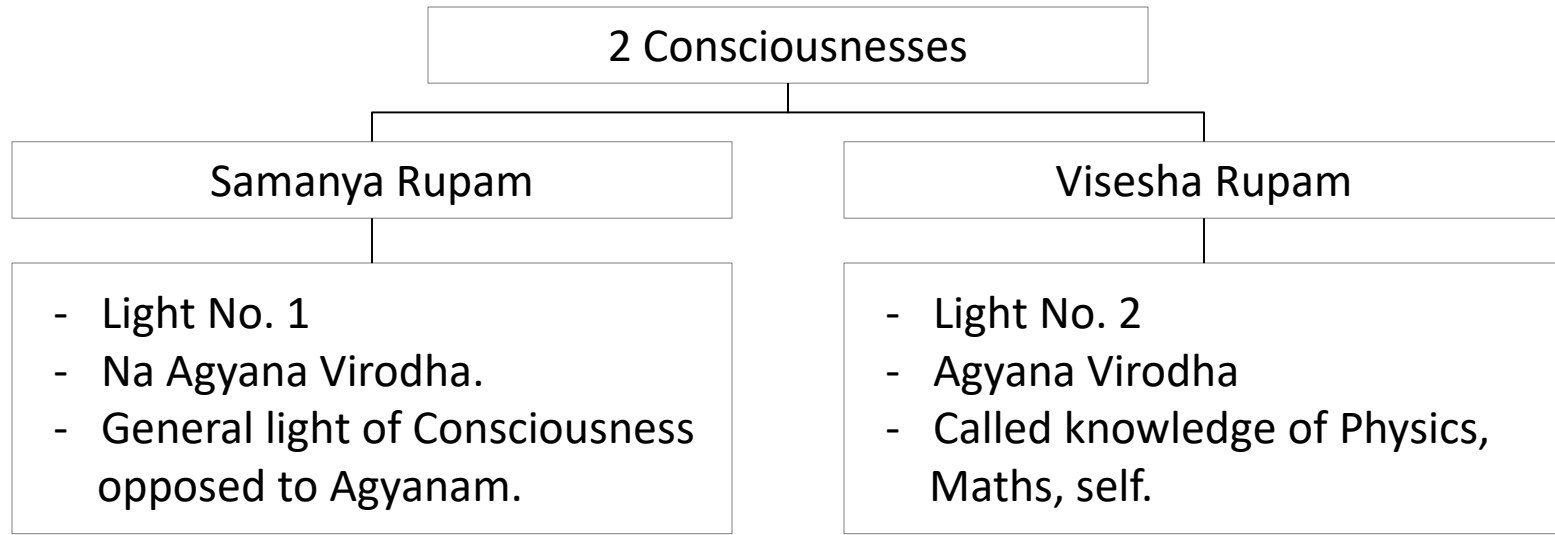 2 Consciousnesses
Samanya Rupam
Visesha Rupam
- Light No. 1
- Na Agyana Virodha.
- General light of Consciousness
opposed to Agyanam.
- Light No. 2
- Agyana Virodha
- Called knowledge of Physics,
Maths, self.